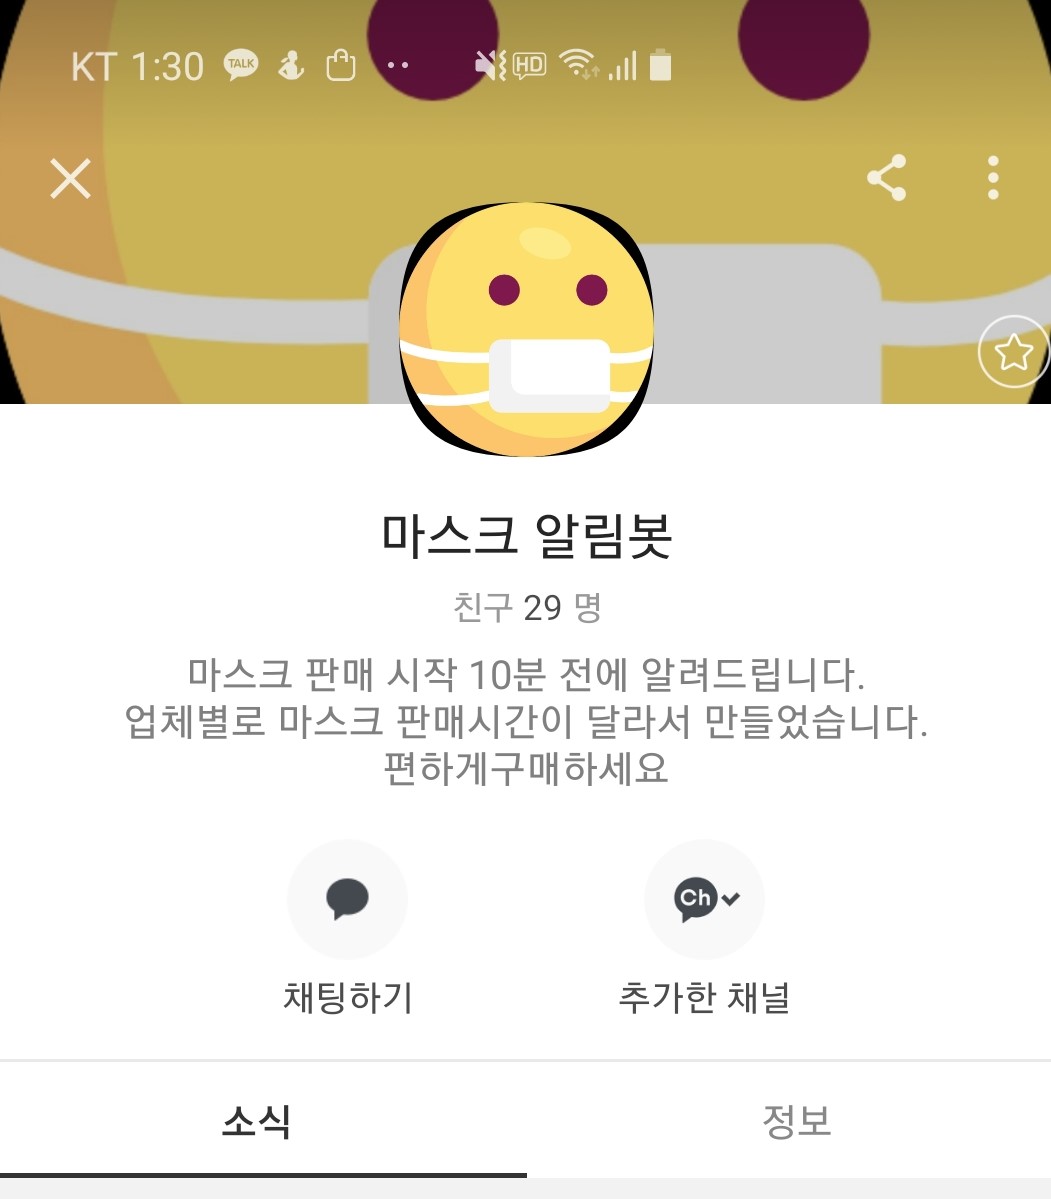 KT 1:30
TALK
HD
마스크 알림봇
친구 29 명
마스크 판매 시작 10분 전에 알려드립니다.
업체별로 마스크 판매시간이 달라서 만들었습니다.
편하게구매하세요
Ch
채팅하기
추가한 채널
소식
정보